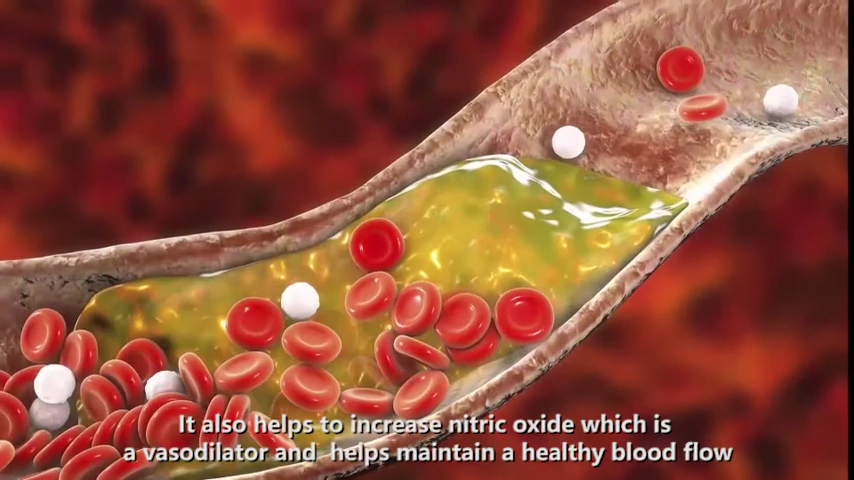 It also helps to increase nitric oxide which is
a vasodilator and  helps maintain a healthy blood flow